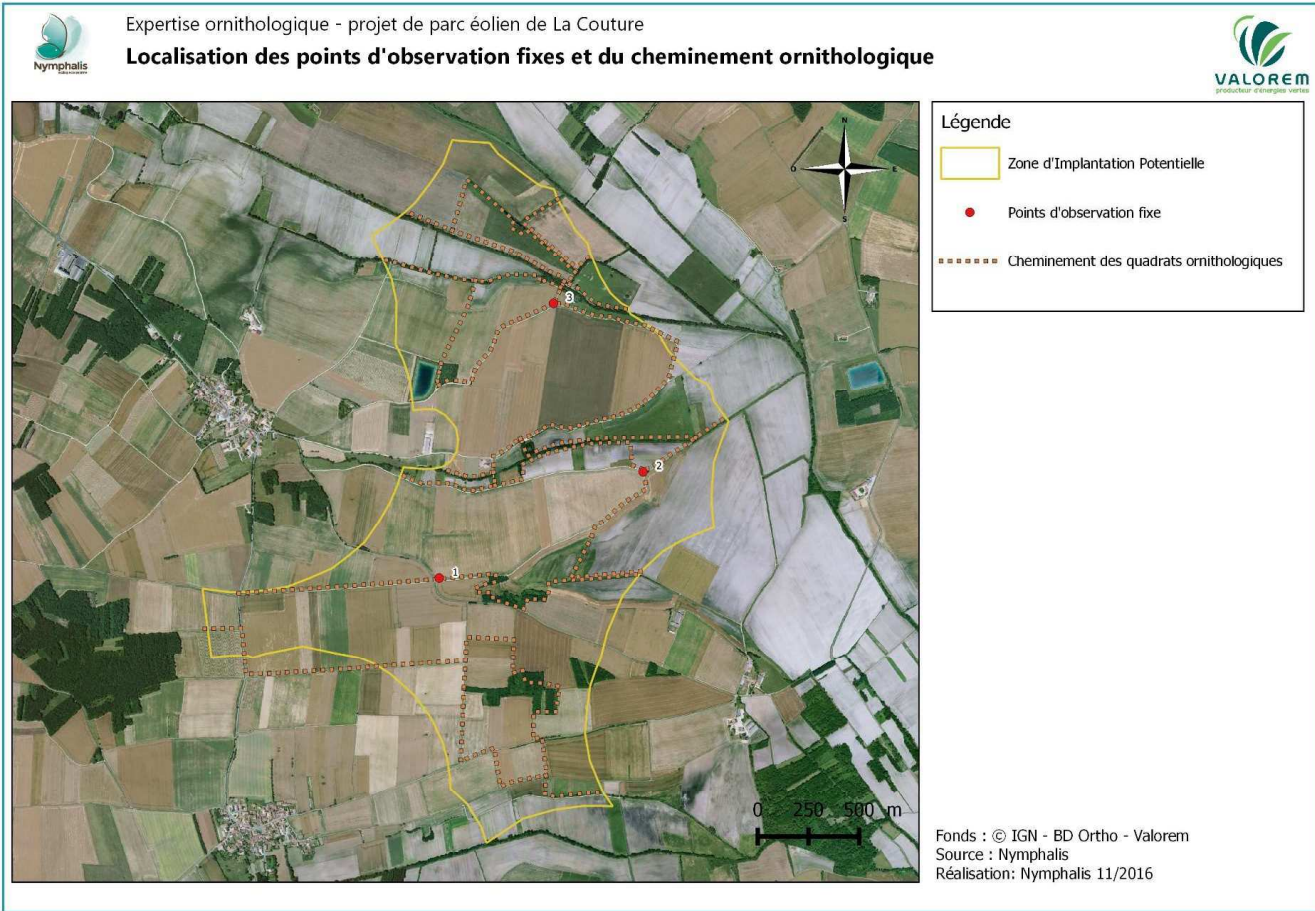 Expertise ornithologique - projet de parc éolien de La Couture
Localisation des points d'observation fixes et du cheminement ornithologique
Nymphalis
VALOREM
producteur d'énergies vertes
Légende
Zone d'Implantation Potentielle
Points d'observation fixe
Cheminement des quadrats ornithologiques
N
O
E
S
3
2
1
0 250 500 m
Fonds : © IGN - BD Ortho - Valorem
Source : Nymphalis
Réalisation: Nymphalis 11/2016